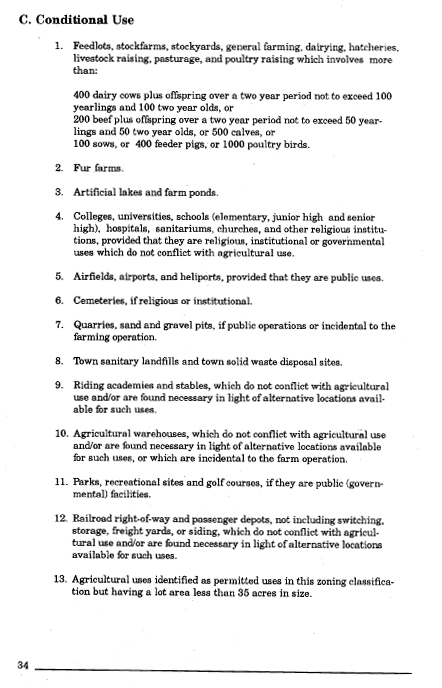 C. Conditional Use
1. Feedlots, stockfarms, stockyards, general farming, dairying, hatcheries,
livestock raising, pasturage, and poultry raising which involves more
than:
400 dairy cows plus offspring over a two year period not to exceed 100
yearlings and 100 two year olds, or
200 beef plus offspring over a two year period not to exceed 50 year-
lings and 50 two year olds, or 500 calves, or
100 sows, or 400 feeder pigs, or 1000 poultry birds.
2. Fur farms.
3. Artificial lakes and farm ponds.
4. Colleges, universities, schools (elementary, junior high and senior
high), hospitals, sanitariums, churches, and other religious institu-
tions, provided that they are religious, institutional or governmental
uses which do not conflict with agricultural use.
5. Airfields, airports, and heliports, provided that they are public uses.
6. Cemeteries, if religious or institutional.
7. Quarries, sand and gravel pits, if public operations or incidental to the
farming operation.
8. Town sanitary landfills and town solid waste disposal sites.
9. Riding academies and stables, which do not conflict with agricultural
use and/or are found necessary in light of alternative locations avail-
able for such uses.
10. Agricultural warehouses, which do not conflict with agricultural use
and/or are found necessary in light of alternative locations available
for such uses, or which are incidental to the farm operation.
11. Parks, recreational sites and golf courses, if they are public (govern-
mental) facilities.
12. Railroad right-of-way and passenger depots, not including switching,
storage, freight yards, or siding, which do not conflict with agricul-
tural use and/or are found necessary in light of alternative locations
available for such uses.
13. Agricultural uses identified as permitted uses in this zoning classifica-
tion but having a lot area less than 35 acres in size.
34